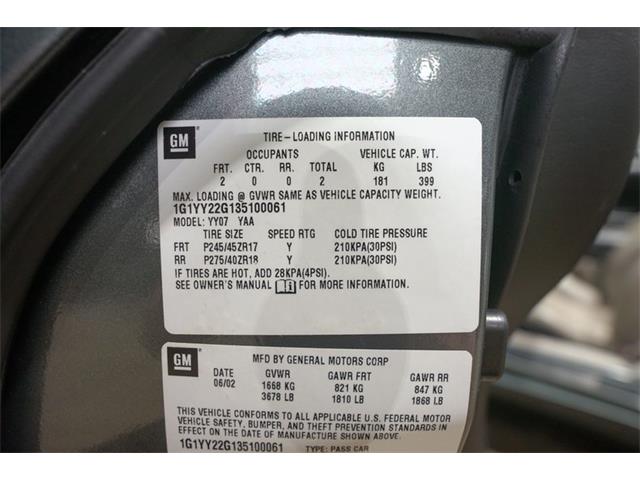 GM TIRE-LOADING INFORMATION
OCCUPANTS VEHICLE CAP. WT.
FRT. CTR. RR. TOTAL KG LBS
2 0 0 2 181 399
MAX. LOADING @ GVWR SAME AS VEHICLE CAPACITY WEIGHT.
1G1YY22G135100061
MODEL: YY07 YAA
TIRE SIZE SPEED RTG COLD TIRE PRESSURE
FRT P245/45ZR17 Y 210KPA(30PSI)
RR P275/40ZR18 Y 210KPA(30PSI)
IF TIRES ARE HOT, ADD 28KPA(4PSI).
SEE OWNER'S MANUAL FOR MORE INFORMATION.
GM MFD BY GENERAL MOTORS CORP
DATE GVWR GAWR FRT GAWR RR
06/02 1668 KG 821 KG 847 KG
3678 LB 1810 LB 1868 LB
THIS VEHICLE CONFORMS TO ALL APPLICABLE U.S. FEDERAL MOTOR
VEHICLE SAFETY, BUMPER, AND THEFT PREVENTION STANDARDS IN
EFFECT ON THE DATE OF MANUFACTURE SHOWN ABOVE.
1G1YY22G135100061 TYPE: PASS CAR